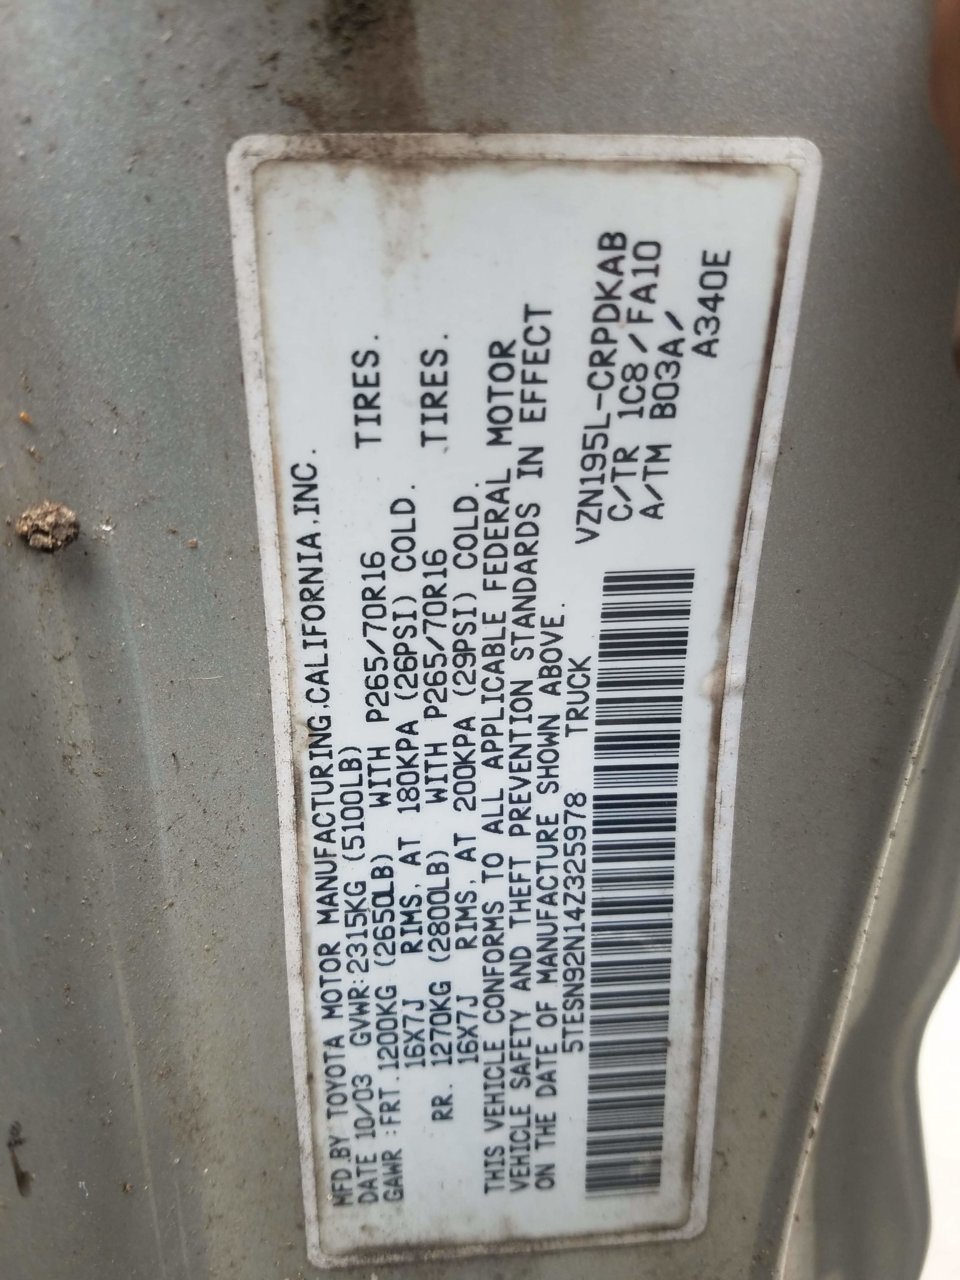 MFD.BY TOYOTA MOTOR MANUFACTURING,CALIFORNIA,INC.
DATE 10/03 GVWR:2315KG (5100LB)
GAWR :FRT.1200KG (2650LB) WITH P265/70R16 TIRES.
16X7J RIMS, AT 180KPA (26PSI) COLD.
RR. 1270KG (2800LB) WITH P265/70R16 TIRES.
16X7J RIMS, AT 200KPA (29PSI) COLD.
THIS VEHICLE CONFORMS TO ALL APPLICABLE FEDERAL MOTOR
VEHICLE SAFETY AND THEFT PREVENTION STANDARDS IN EFFECT
ON THE DATE OF MANUFACTURE SHOWN ABOVE.
5TESN92N14Z325978 TRUCK
VZN195L-CRPDKAB
C/TR 1C8/FA10
A/TM B03A/
A340E